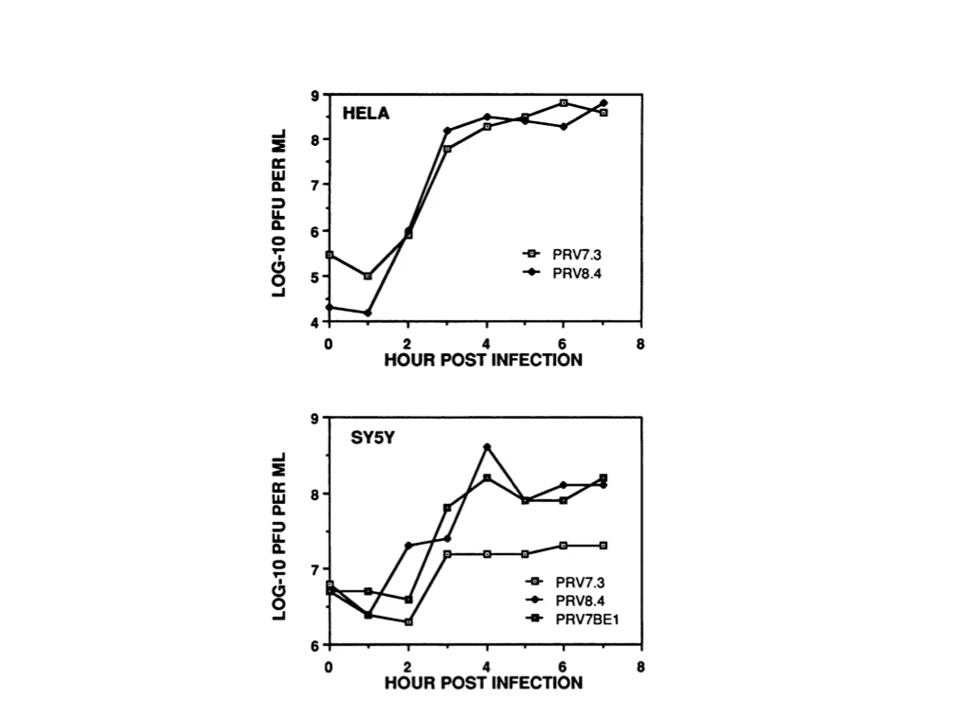 HELA
9
8
7
6
5
4
LOG-10 PFU PER ML
PRV7.3
PRV8.4
0 2 4 6 8
HOUR POST INFECTION
SY5Y
9
8
7
6
LOG-10 PFU PER ML
PRV7.3
PRV8.4
PRV7BE1
0 2 4 6 8
HOUR POST INFECTION